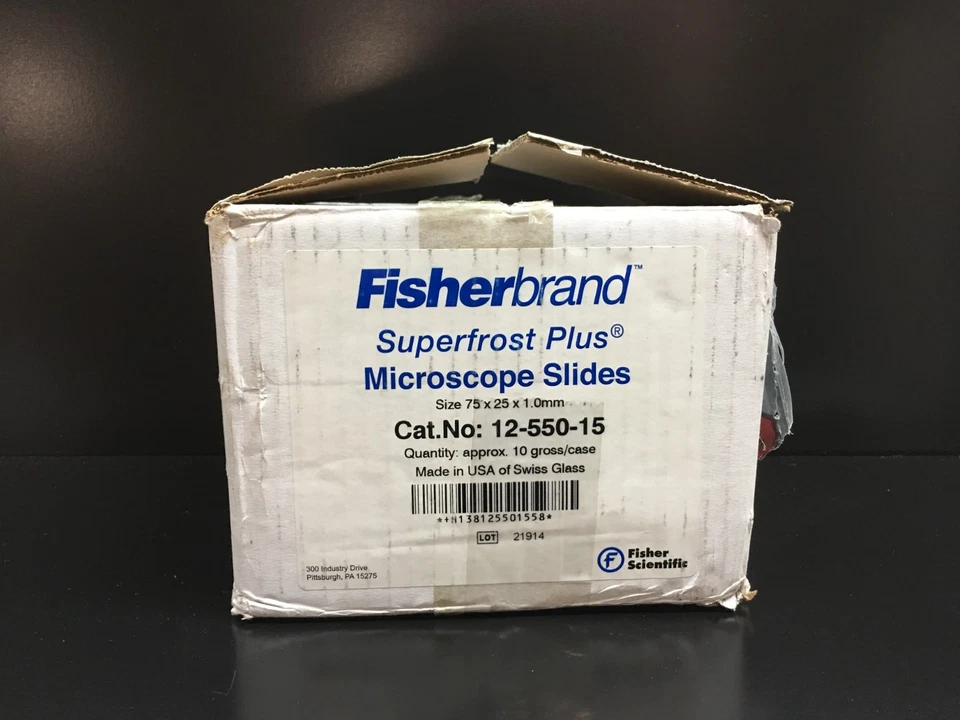 Fisherbrand™
Superfrost Plus®
Microscope Slides
Size 75 x 25 x 1.0mm
Cat.No: 12-550-15
Quantity: approx. 10 gross/case
Made in USA of Swiss Glass
*+H138125501558*
LOT 21914
300 Industry Drive
Pittsburgh, PA 15275
Fisher
Scientific